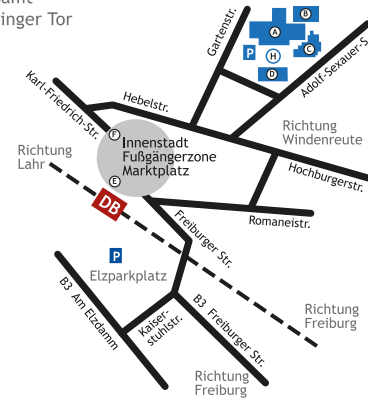 inger Tor
Gartenstr.
B
A
P
H
C
D
Adolf-Sexauer-S
Karl-Friedrich-Str.
Hebelstr.
Richtung
Windenreute
F
Innenstadt
Fußgängerzone
Marktplatz
Richtung
Lahr
Hochburgerstr.
E
DB
Romaneistr.
Freiburger Str.
P
Elzparkplatz
B3 Am Elzdamm
Kaiser-
stuhlstr.
B3 Freiburger Str.
Richtung
Freiburg
Richtung
Freiburg